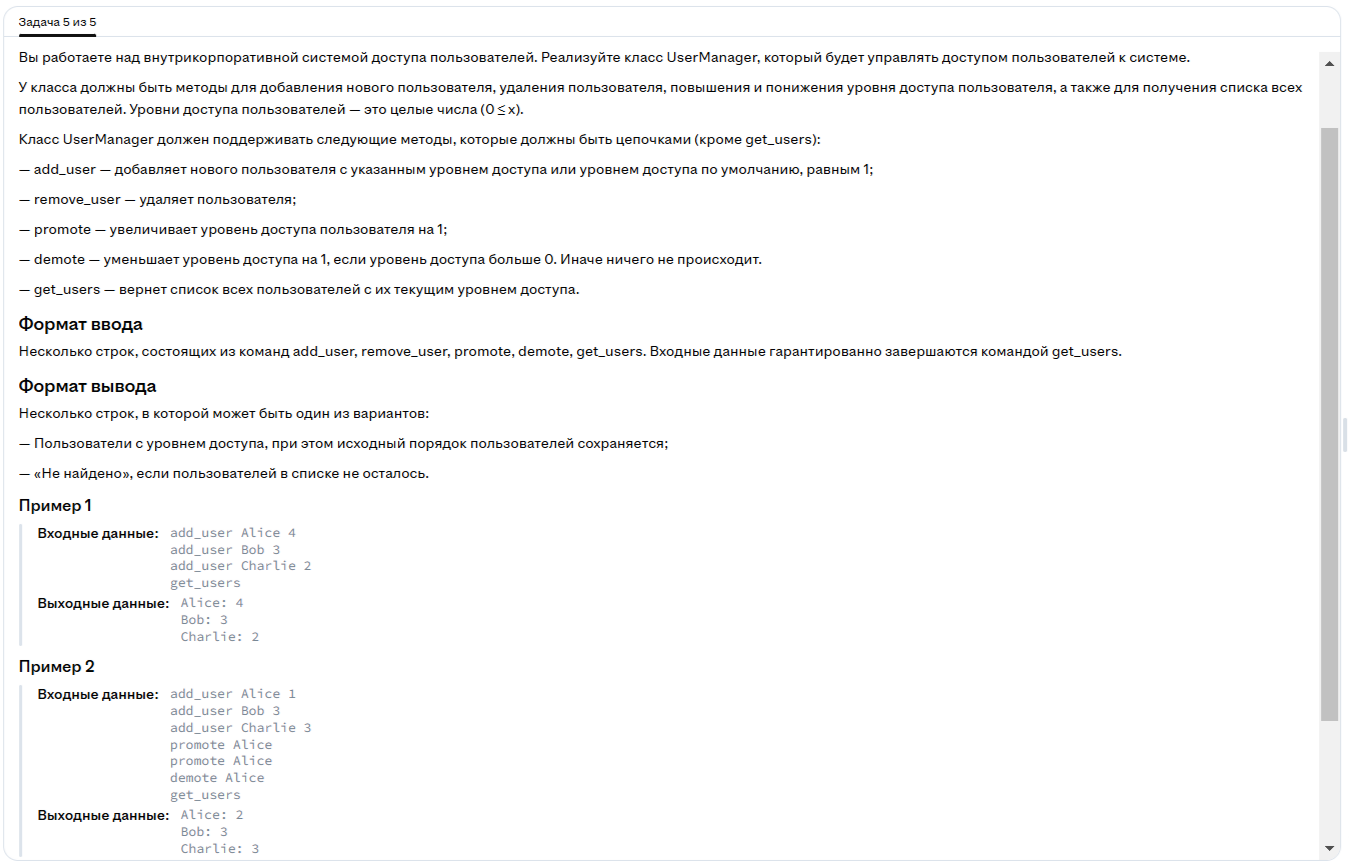 Задача 5 из 5
Вы работаете над внутрикорпоративной системой доступа пользователей. Реализуйте класс UserManager, который будет управлять доступом пользователей к системе.
У класса должны быть методы для добавления нового пользователя, удаления пользователя, повышения и понижения уровня доступа пользователя, а также для получения списка всех
пользователей. Уровни доступа пользователей — это целые числа (0 ≤ x).
Класс UserManager должен поддерживать следующие методы, которые должны быть цепочками (кроме get_users):
— add_user — добавляет нового пользователя с указанным уровнем доступа или уровнем доступа по умолчанию, равным 1;
— remove_user — удаляет пользователя;
— promote — увеличивает уровень доступа пользователя на 1;
— demote — уменьшает уровень доступа на 1, если уровень доступа больше 0. Иначе ничего не происходит.
— get_users — вернет список всех пользователей с их текущим уровнем доступа.
Формат ввода
Несколько строк, состоящих из команд add_user, remove_user, promote, demote, get_users. Входные данные гарантированно завершаются командой get_users.
Формат вывода
Несколько строк, в которой может быть один из вариантов:
— Пользователи с уровнем доступа, при этом исходный порядок пользователей сохраняется;
— «Не найдено», если пользователей в списке не осталось.
Пример 1
Входные данные: add_user Alice 4
add_user Bob 3
add_user Charlie 2
get_users
Выходные данные: Alice: 4
Bob: 3
Charlie: 2
Пример 2
Входные данные: add_user Alice 1
add_user Bob 3
add_user Charlie 3
promote Alice
promote Alice
demote Alice
get_users
Выходные данные: Alice: 2
Bob: 3
Charlie: 3